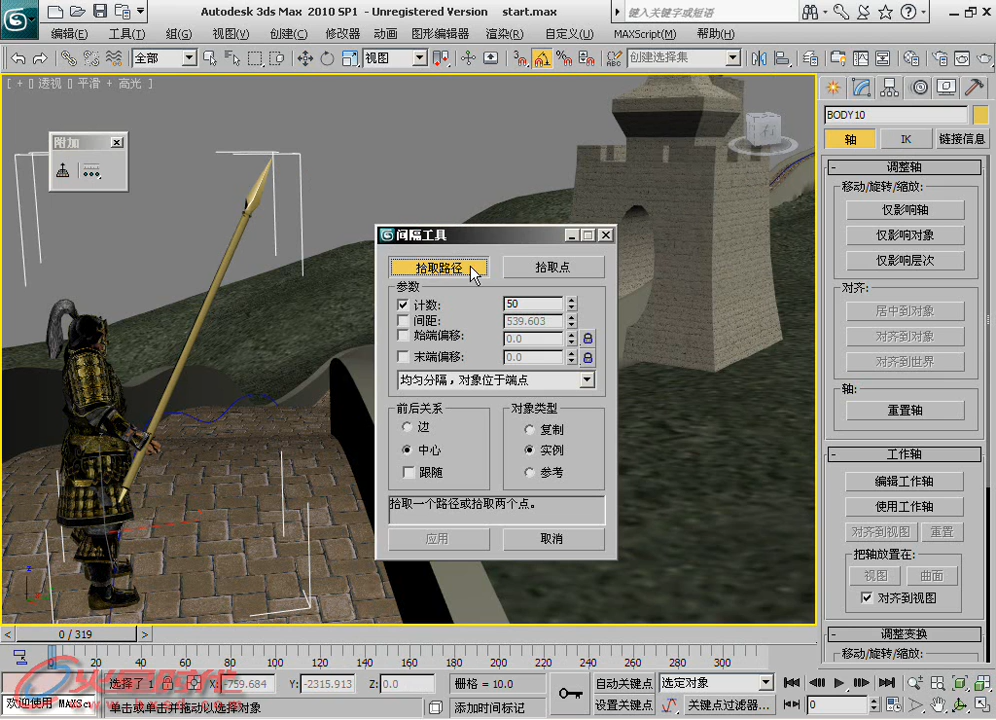 Autodesk 3ds Max 2010 SP1 - Unregistered Version start.max
键入关键字或短语
编辑(E) 工具(T) 组(G) 视图(V) 创建(C) 修改器 动画 图形编辑器 渲染(R) 自定义(U) MAXScript(M) 帮助(H)
全部 视图 创建选择集
[ + ▯ 透视 ▯ 平滑 + 高光 ]
附加
BODY10
轴 IK 链接信息
- 调整轴
移动/旋转/缩放:
仅影响轴
仅影响对象
仅影响层次
对齐:
居中到对象
对齐到对象
对齐到世界
轴:
重置轴
- 工作轴
编辑工作轴
使用工作轴
对齐到视图 重置
把轴放置在:
视图 曲面
对齐到视图
- 调整变换
移动/旋转/缩放:
间隔工具
拾取路径 拾取点
参数
计数: 50
间距: 539.603
始端偏移: 0.0
末端偏移: 0.0
均匀分隔，对象位于端点
前后关系 对象类型
边 复制
中心 实例
跟随 参考
拾取一个路径或拾取两个点。
应用 取消
< 0 / 319 >
0 20 40 60 80 100 120 140 160 180 200 220 240 260 280 300
选择了 1 X: -759.684 Y: -2315.913 Z: 0.0 栅格 = 10.0 自动关键点 选定对象
欢迎使用 MAXSc 单击或单击并拖动以选择对象 添加时间标记 设置关键点 关键点过滤器... 0